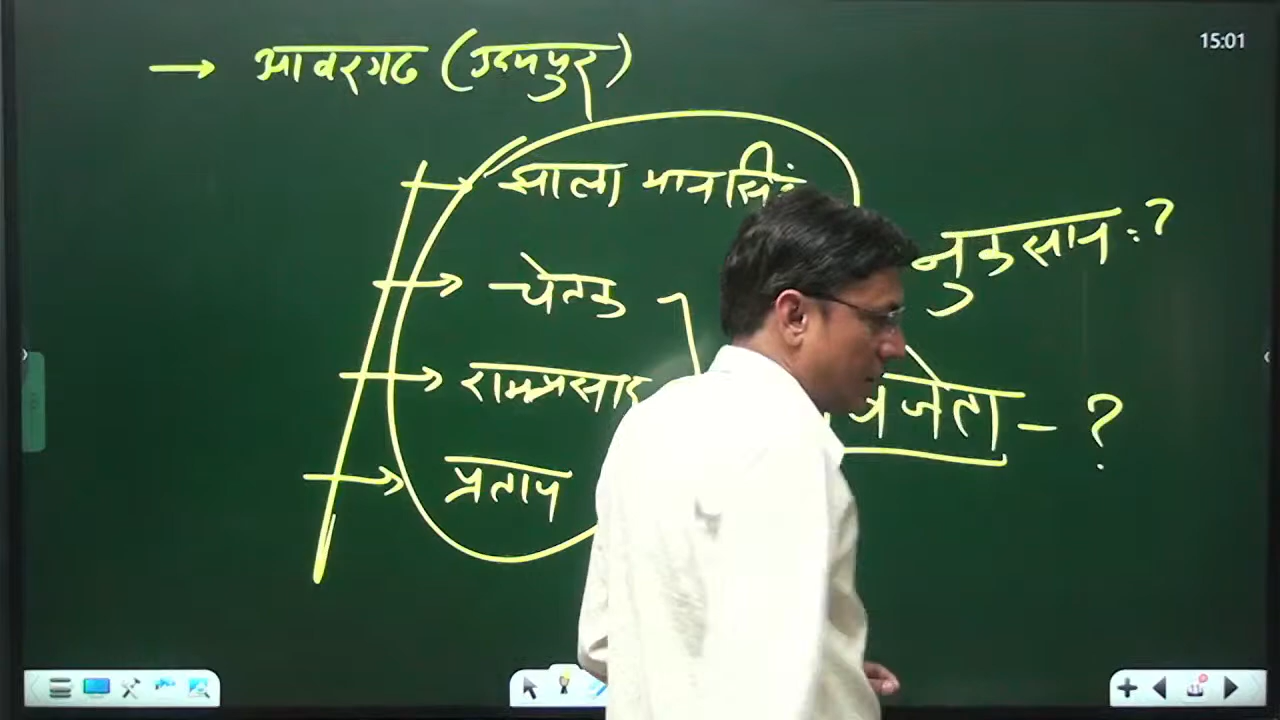 15:01
→ आवरगढ (उदयपुर)
झाला मानसिंह
चेतक
नुकसान :?
रामप्रसाद
प्रताप
- ?